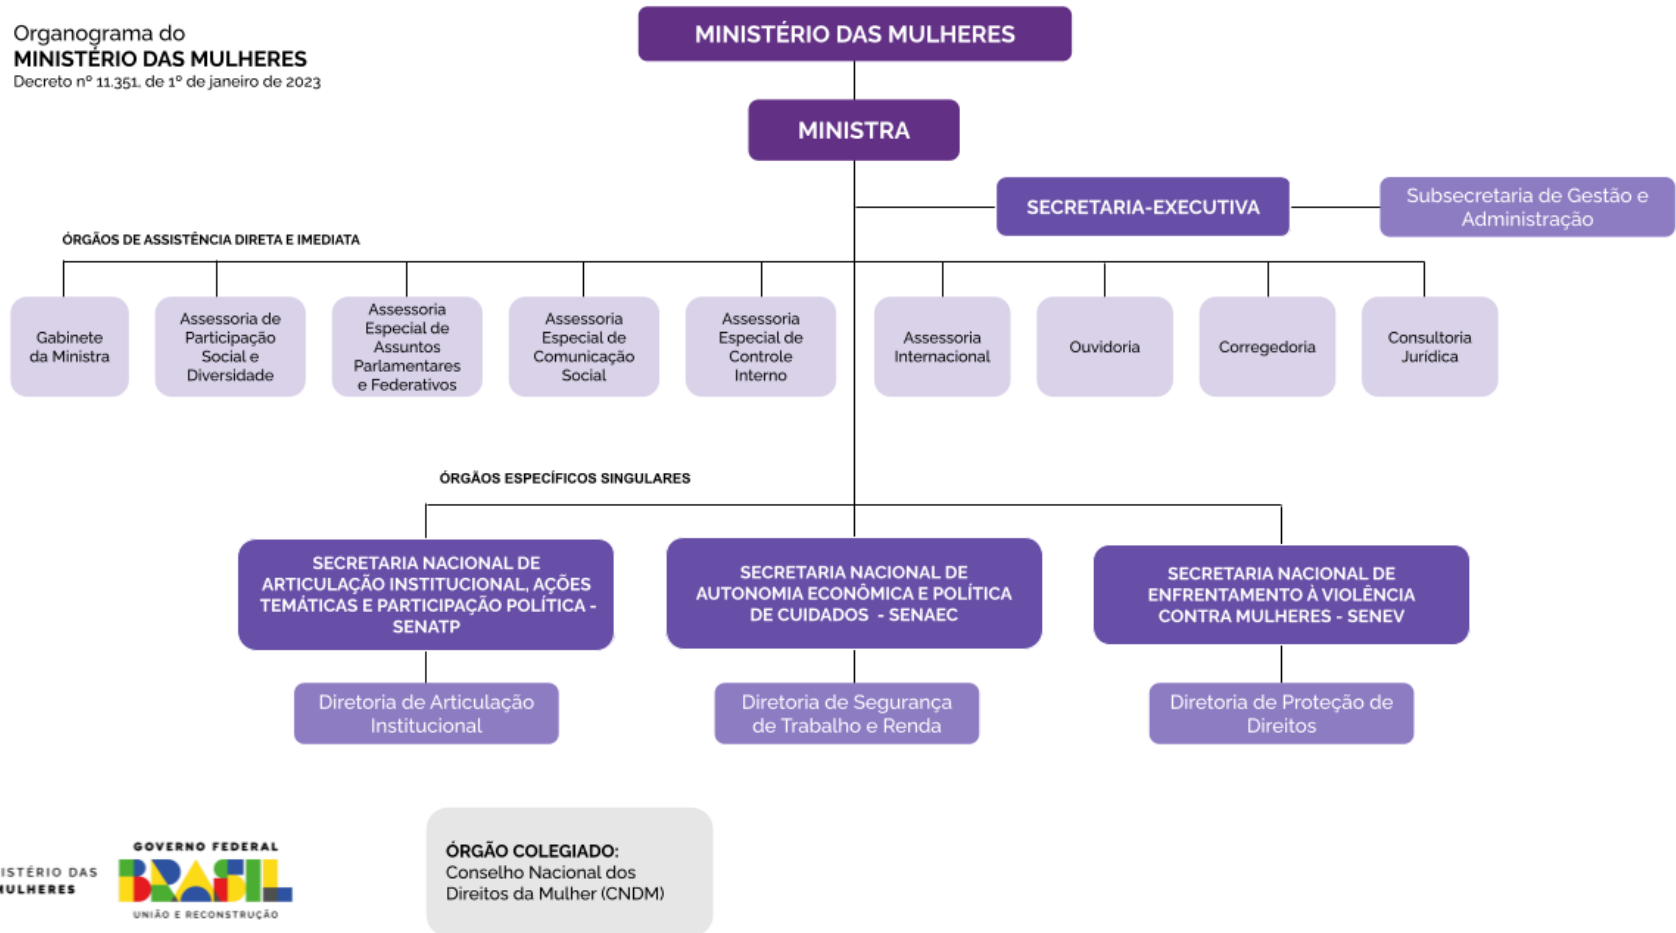 Organograma do
MINISTÉRIO DAS MULHERES
Decreto nº 11.351, de 1º de janeiro de 2023
MINISTÉRIO DAS MULHERES
MINISTRA
SECRETARIA-EXECUTIVA
Subsecretaria de Gestão e
Administração
ÓRGÃOS DE ASSISTÊNCIA DIRETA E IMEDIATA
Gabinete
da Ministra
Assessoria de
Participação
Social e
Diversidade
Assessoria
Especial de
Assuntos
Parlamentares
e Federativos
Assessoria
Especial de
Comunicação
Social
Assessoria
Especial de
Controle
Interno
Assessoria
Internacional
Ouvidoria
Corregedoria
Consultoria
Jurídica
ÓRGÃOS ESPECÍFICOS SINGULARES
SECRETARIA NACIONAL DE
ARTICULAÇÃO INSTITUCIONAL, AÇÕES
TEMÁTICAS E PARTICIPAÇÃO POLÍTICA -
SENATP
SECRETARIA NACIONAL DE
AUTONOMIA ECONÔMICA E POLÍTICA
DE CUIDADOS - SENAEC
SECRETARIA NACIONAL DE
ENFRENTAMENTO À VIOLÊNCIA
CONTRA MULHERES - SENEV
Diretoria de Articulação
Institucional
Diretoria de Segurança
de Trabalho e Renda
Diretoria de Proteção de
Direitos
ISTÉRIO DAS
MULHERES
GOVERNO FEDERAL
BRASIL
UNIÃO E RECONSTRUÇÃO
ÓRGÃO COLEGIADO:
Conselho Nacional dos
Direitos da Mulher (CNDM)